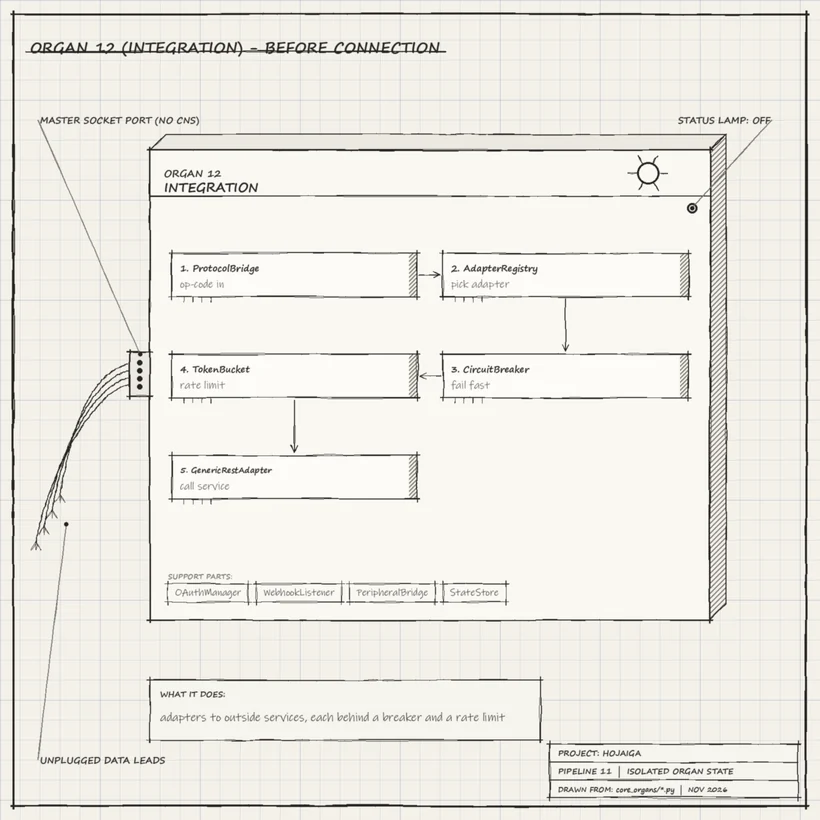 ORGAN 12 (INTEGRATION) - BEFORE CONNECTION
MASTER SOCKET PORT (NO CNS)
STATUS LAMP: OFF
ORGAN 12
INTEGRATION
1. ProtocolBridge
op-code in
2. AdapterRegistry
pick adapter
4. TokenBucket
rate limit
3. CircuitBreaker
fail fast
5. GenericRestAdapter
call service
SUPPORT PARTS:
OAuthManager
WebhookListener
PeripheralBridge
StateStore
WHAT IT DOES:
adapters to outside services, each behind a breaker and a rate limit
UNPLUGGED DATA LEADS
PROJECT: HOJAIGA
PIPELINE 11 | ISOLATED ORGAN STATE
DRAWN FROM: core_organs/*.py | NOV 2026